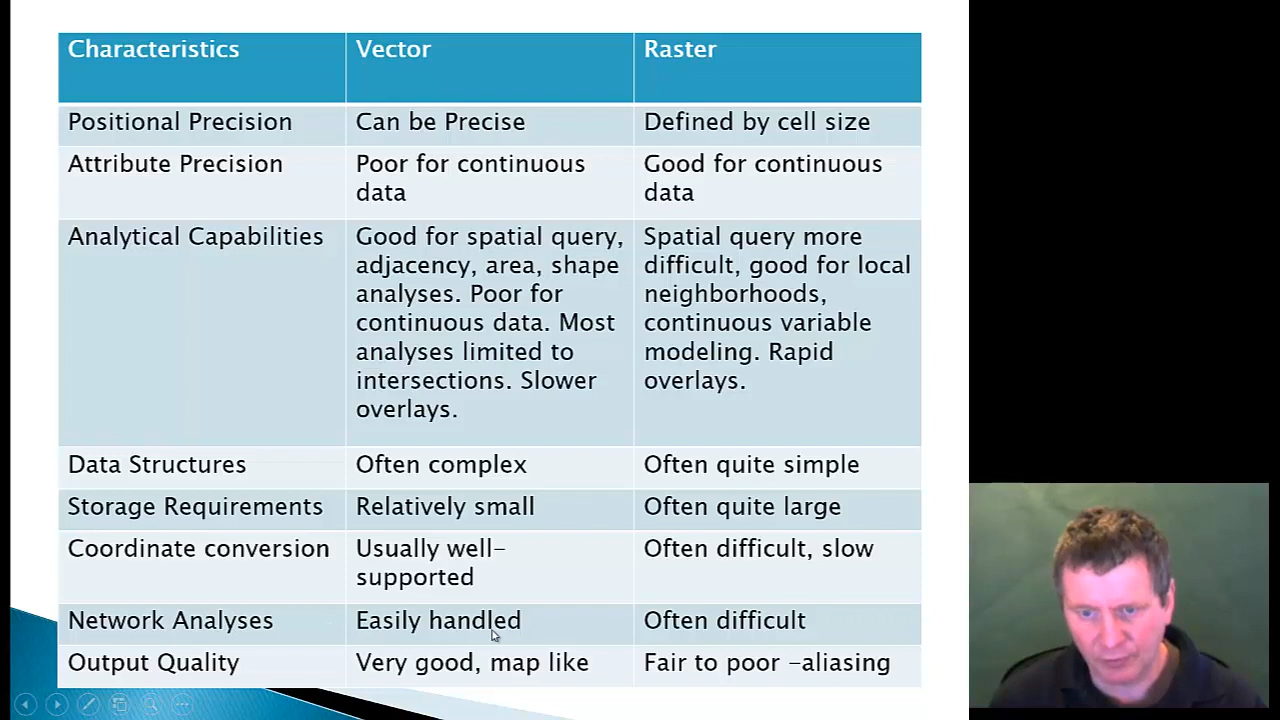 Characteristics Vector Raster
Positional Precision Can be Precise Defined by cell size
Attribute Precision Poor for continuous Good for continuous
data data
Analytical Capabilities Good for spatial query, Spatial query more
adjacency, area, shape difficult, good for local
analyses. Poor for neighborhoods,
continuous data. Most continuous variable
analyses limited to modeling. Rapid
intersections. Slower overlays.
overlays.
Data Structures Often complex Often quite simple
Storage Requirements Relatively small Often quite large
Coordinate conversion Usually well- Often difficult, slow
supported
Network Analyses Easily handled Often difficult
Output Quality Very good, map like Fair to poor -aliasing